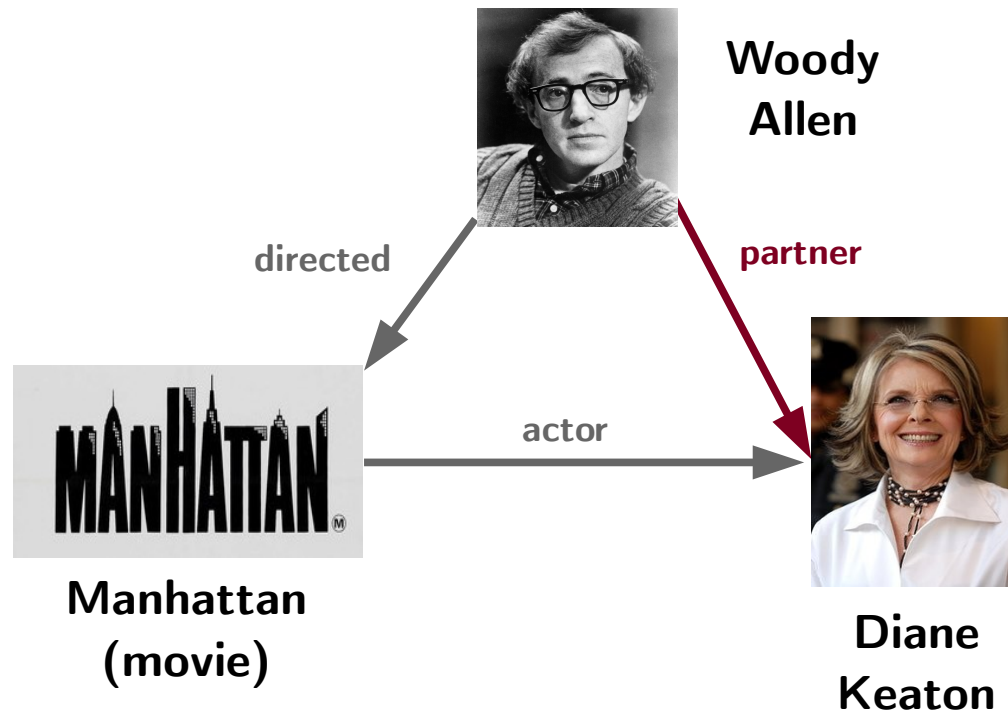 Woody
Allen
directed
partner
MANHATTAN
M
actor
Manhattan
(movie)
Diane
Keaton